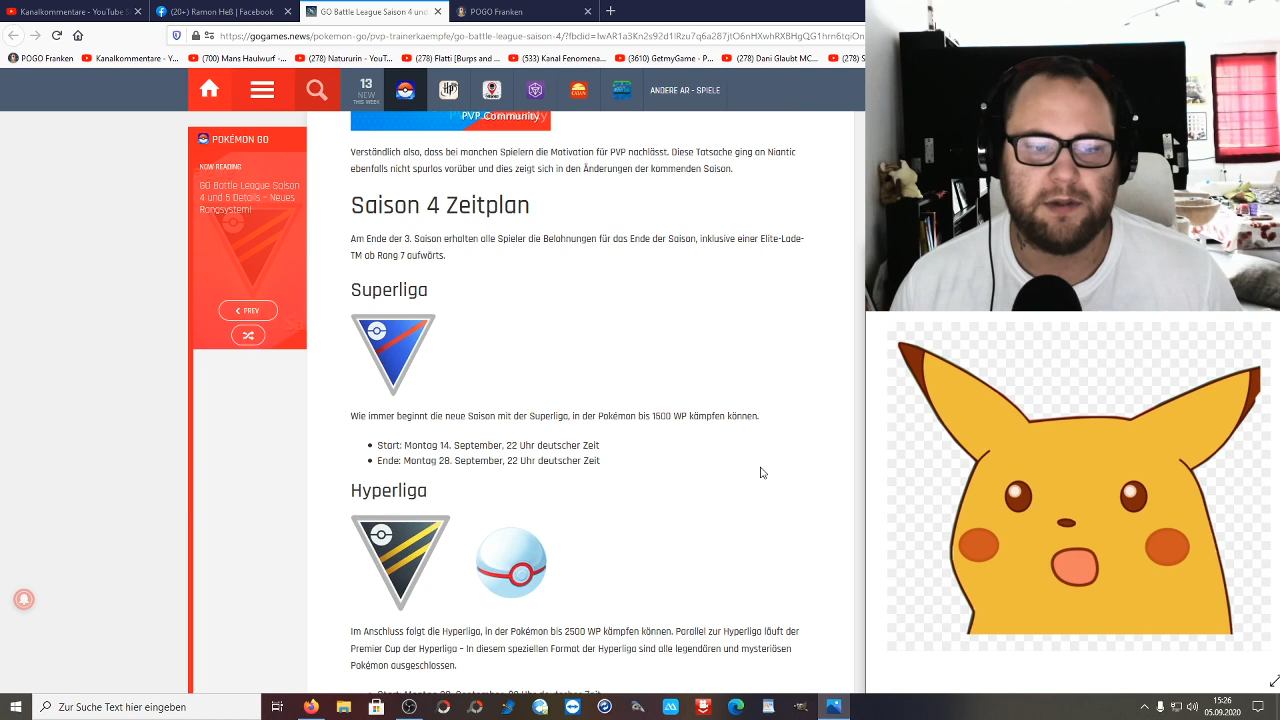 Kanalkommentare - YouTube S
(20+) Ramon Heß | Facebook
GO Battle League Saison 4 und
POGO Franken
https://gogames.news/pokemon-go/pvp-trainerkaempfe/go-battle-league-saison-4/?fbclid=
POGO Franken
Kanalkommentare - Y...
(700) Mans Haulwurf - ...
(278) Naturturin - YouT...
(278) Flatti [Burps and ...
(533) Kanal Fenomena...
(3610) GetmyGame - P...
(278) Dani Glaubt MC...
13
NEW
THIS WEEK
ANDERE AR - SPIELE
POKÉMON GO
NOW READING
GO Battle League Saison
4 und 5 Details – Neues
Rangsystem!
PREV
PVP Community
Verständlich also, dass bei manchen Spielern die Motivation für PVP nachlässt. Diese Tatsache ging an Niantic
ebenfalls nicht spurlos vorüber und dies zeigt sich in den Änderungen der kommenden Saison.
Saison 4 Zeitplan
Am Ende der 3. Saison erhalten alle Spieler die Belohnungen für das Ende der Saison, inklusive einer Elite-Lade-
TM ab Rang 7 aufwärts.
Superliga
Wie immer beginnt die neue Saison mit der Superliga, in der Pokémon bis 1500 WP kämpfen können.
Start: Montag 14. September, 22 Uhr deutscher Zeit
Ende: Montag 28. September, 22 Uhr deutscher Zeit
Hyperliga
Im Anschluss folgt die Hyperliga, in der Pokémon bis 2500 WP kämpfen können. Parallel zur Hyperliga läuft der
Premier Cup der Hyperliga – In diesem speziellen Format der Hyperliga sind alle legendären und mysteriösen
Pokémon ausgeschlossen.
Zur Suche Text hier eingeben
15:26
05.09.2020